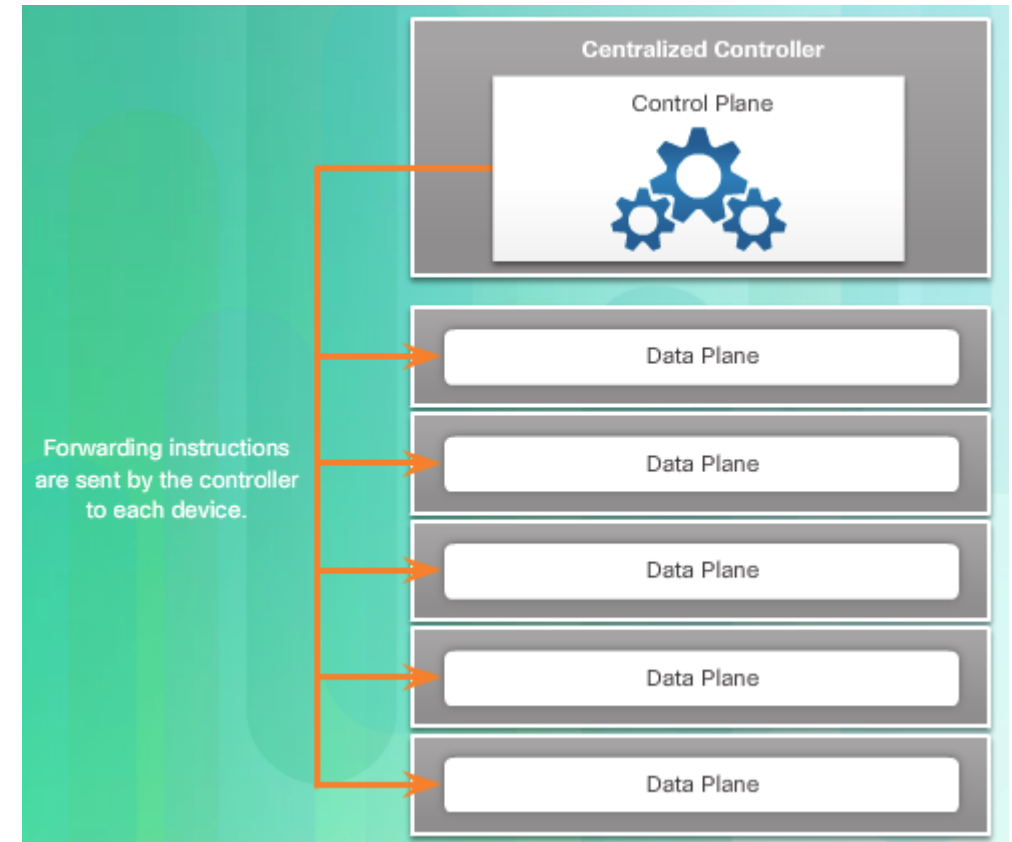 Centralized Controller
Control Plane
Data Plane
Data Plane
Forwarding instructions
are sent by the controller
to each device.
Data Plane
Data Plane
Data Plane